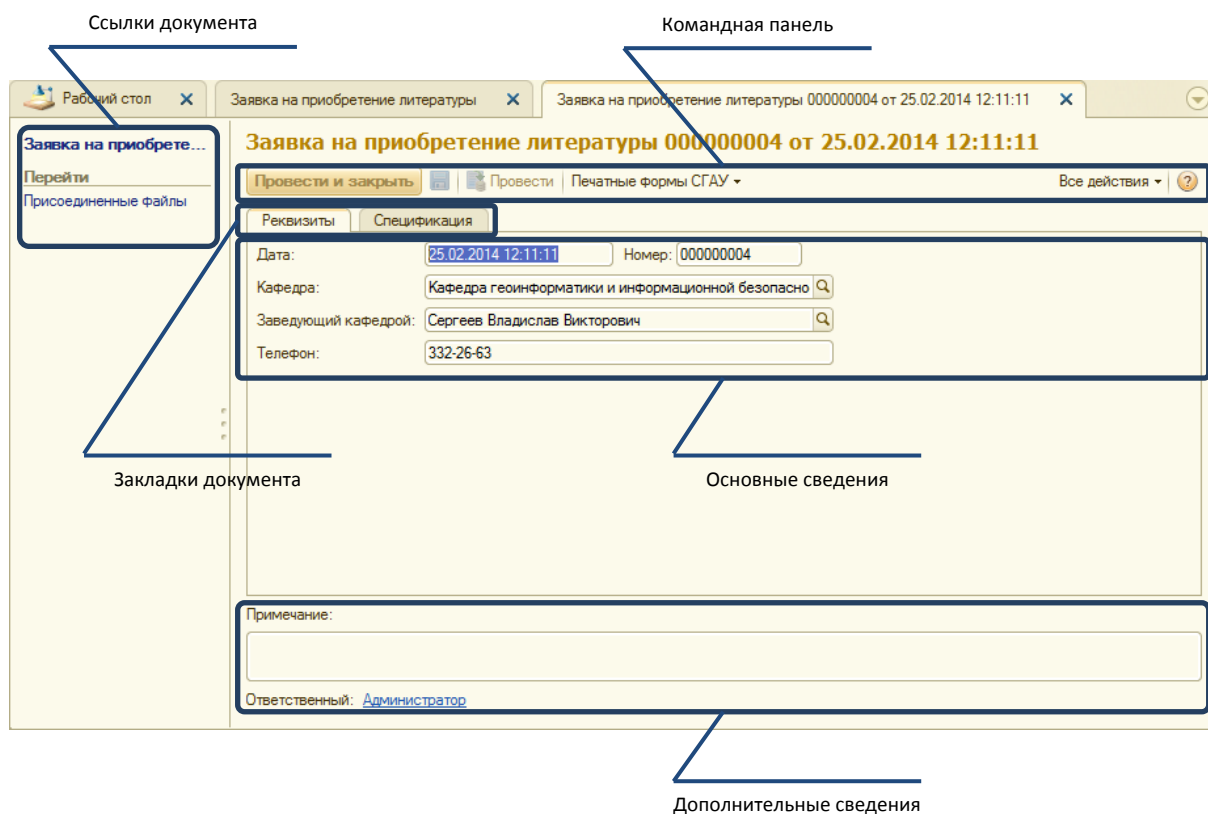 Ссылки документа
Командная панель
Рабочий стол
Заявка на приобретение литературы
Заявка на приобретение литературы 000000004 от 25.02.2014 12:11:11
Заявка на приобрете...
Перейти
Присоединенные файлы
Заявка на приобретение литературы 000000004 от 25.02.2014 12:11:11
Провести и закрыть Провести Печатные формы СГАУ Все действия ?
Реквизиты Спецификация
Дата: 25.02.2014 12:11:11 Номер: 000000004
Кафедра: Кафедра геоинформатики и информационной безопасно
Заведующий кафедрой: Сергеев Владислав Викторович
Телефон: 332-26-63
Закладки документа
Основные сведения
Примечание:
Ответственный: Администратор
Дополнительные сведения